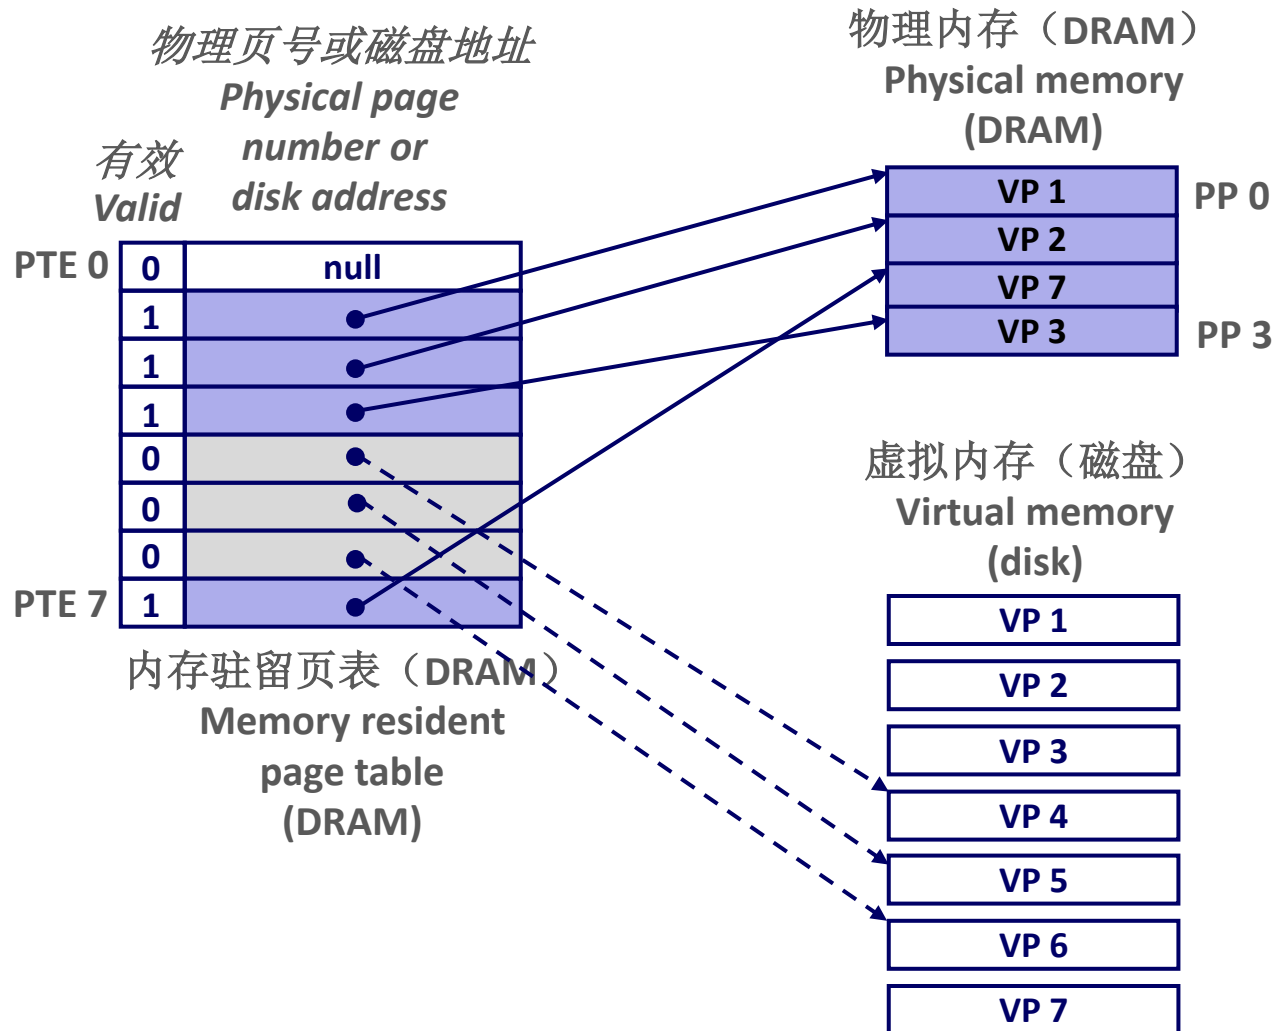 物理页号或磁盘地址
Physical page
number or
disk address
有效
Valid
PTE 0
0
null
1
1
1
0
0
0
PTE 7
1
内存驻留页表（DRAM）
Memory resident
page table
(DRAM)
物理内存（DRAM）
Physical memory
(DRAM)
VP 1
PP 0
VP 2
VP 7
VP 3
PP 3
虚拟内存（磁盘）
Virtual memory
(disk)
VP 1
VP 2
VP 3
VP 4
VP 5
VP 6
VP 7